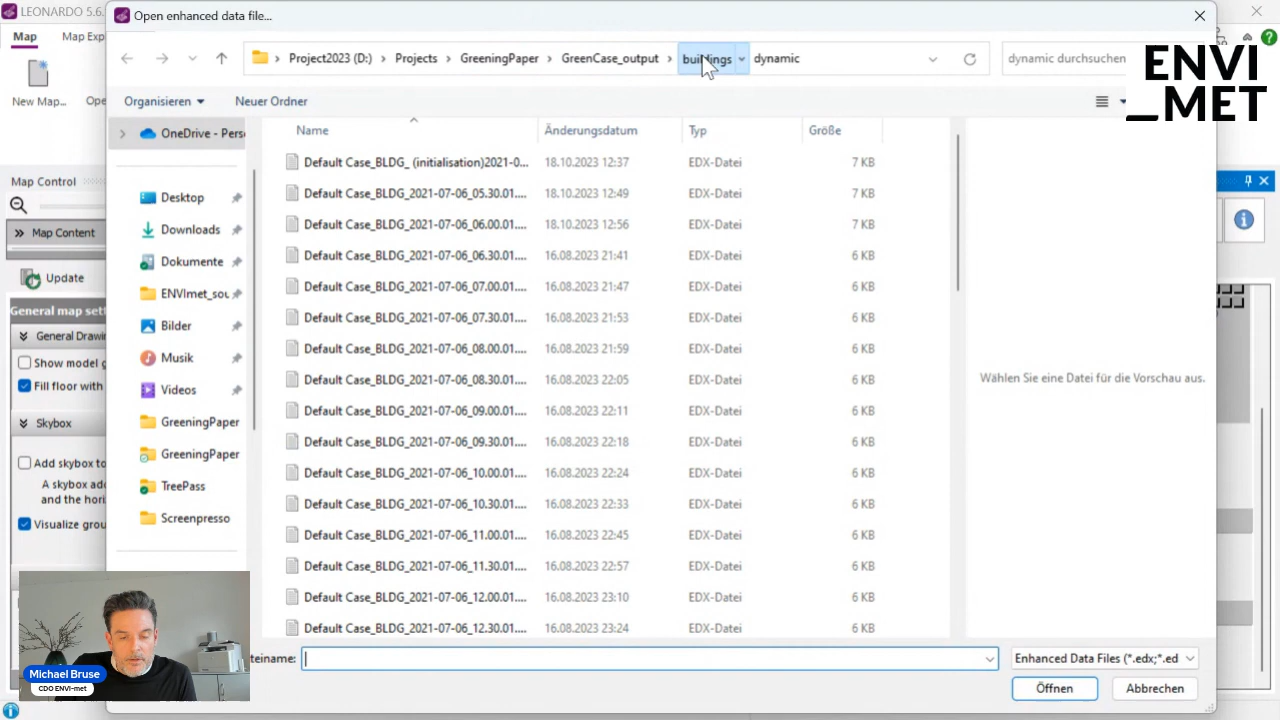 LEONARDO 5.6.
Open enhanced data file...
Map
Map Exp
Project2023 (D:)
Projects
GreeningPaper
GreenCase_output
buildings
dynamic
dynamic durchsuchen
ENVI
_MET
New Map...
Organisieren
Neuer Ordner
OneDrive - Pers
Name
Änderungsdatum
Typ
Größe
Default Case_BLDG_ (initialisation)2021-0... 18.10.2023 12:37 EDX-Datei 7 KB
Map Control
Default Case_BLDG_2021-07-06_05.30.01.... 18.10.2023 12:49 EDX-Datei 7 KB
Desktop
Default Case_BLDG_2021-07-06_06.00.01.... 18.10.2023 12:56 EDX-Datei 7 KB
Map Content
Downloads
Default Case_BLDG_2021-07-06_06.30.01.... 16.08.2023 21:41 EDX-Datei 6 KB
Dokumente
Update
Default Case_BLDG_2021-07-06_07.00.01.... 16.08.2023 21:47 EDX-Datei 6 KB
ENVImet_sou
General map sett
Default Case_BLDG_2021-07-06_07.30.01.... 16.08.2023 21:53 EDX-Datei 6 KB
Bilder
General Drawin
Default Case_BLDG_2021-07-06_08.00.01.... 16.08.2023 21:59 EDX-Datei 6 KB
Musik
Show model g
Default Case_BLDG_2021-07-06_08.30.01.... 16.08.2023 22:05 EDX-Datei 6 KB
Wählen Sie eine Datei für die Vorschau aus.
Videos
Fill floor with
Default Case_BLDG_2021-07-06_09.00.01.... 16.08.2023 22:11 EDX-Datei 6 KB
GreeningPaper
Skybox
Default Case_BLDG_2021-07-06_09.30.01.... 16.08.2023 22:18 EDX-Datei 6 KB
GreeningPaper
Add skybox to
Default Case_BLDG_2021-07-06_10.00.01.... 16.08.2023 22:24 EDX-Datei 6 KB
A skybox ad
TreePass
and the hori
Default Case_BLDG_2021-07-06_10.30.01.... 16.08.2023 22:33 EDX-Datei 6 KB
Screenpresso
Visualize grou
Default Case_BLDG_2021-07-06_11.00.01.... 16.08.2023 22:45 EDX-Datei 6 KB
Default Case_BLDG_2021-07-06_11.30.01.... 16.08.2023 22:57 EDX-Datei 6 KB
Default Case_BLDG_2021-07-06_12.00.01.... 16.08.2023 23:10 EDX-Datei 6 KB
Default Case_BLDG_2021-07-06_12.30.01.... 16.08.2023 23:24 EDX-Datei 6 KB
teiname:
Enhanced Data Files (*.edx;*.ed
Michael Bruse
CDO ENVI-met
Öffnen
Abbrechen